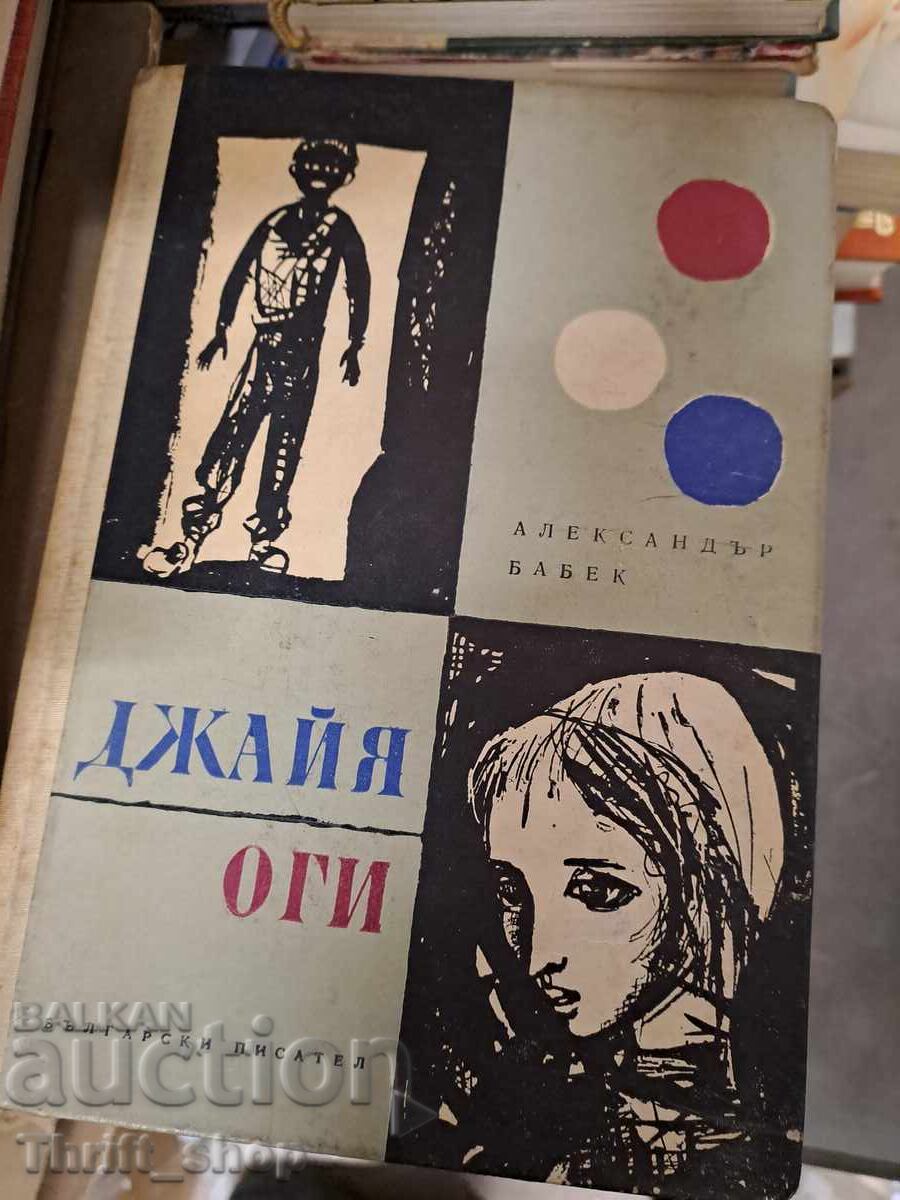 АЛЕКСАНДЪР
БАБЕК
ДЖАЙЯ
ОГИ
БЪЛГАРСКИ ПИСАТЕЛ
BALKAN
auction
Thrift_shop